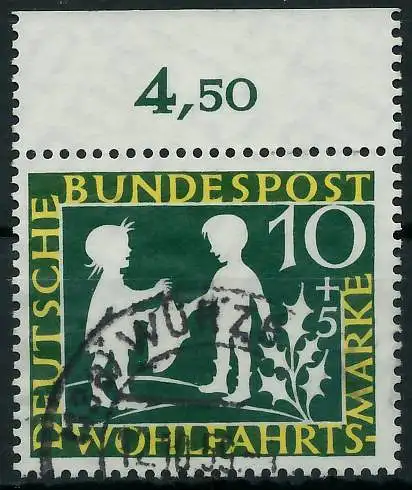 4,50
DEUTSCHE
BUNDESPOST
10
+5
WOHLFAHRTS-
MARKE